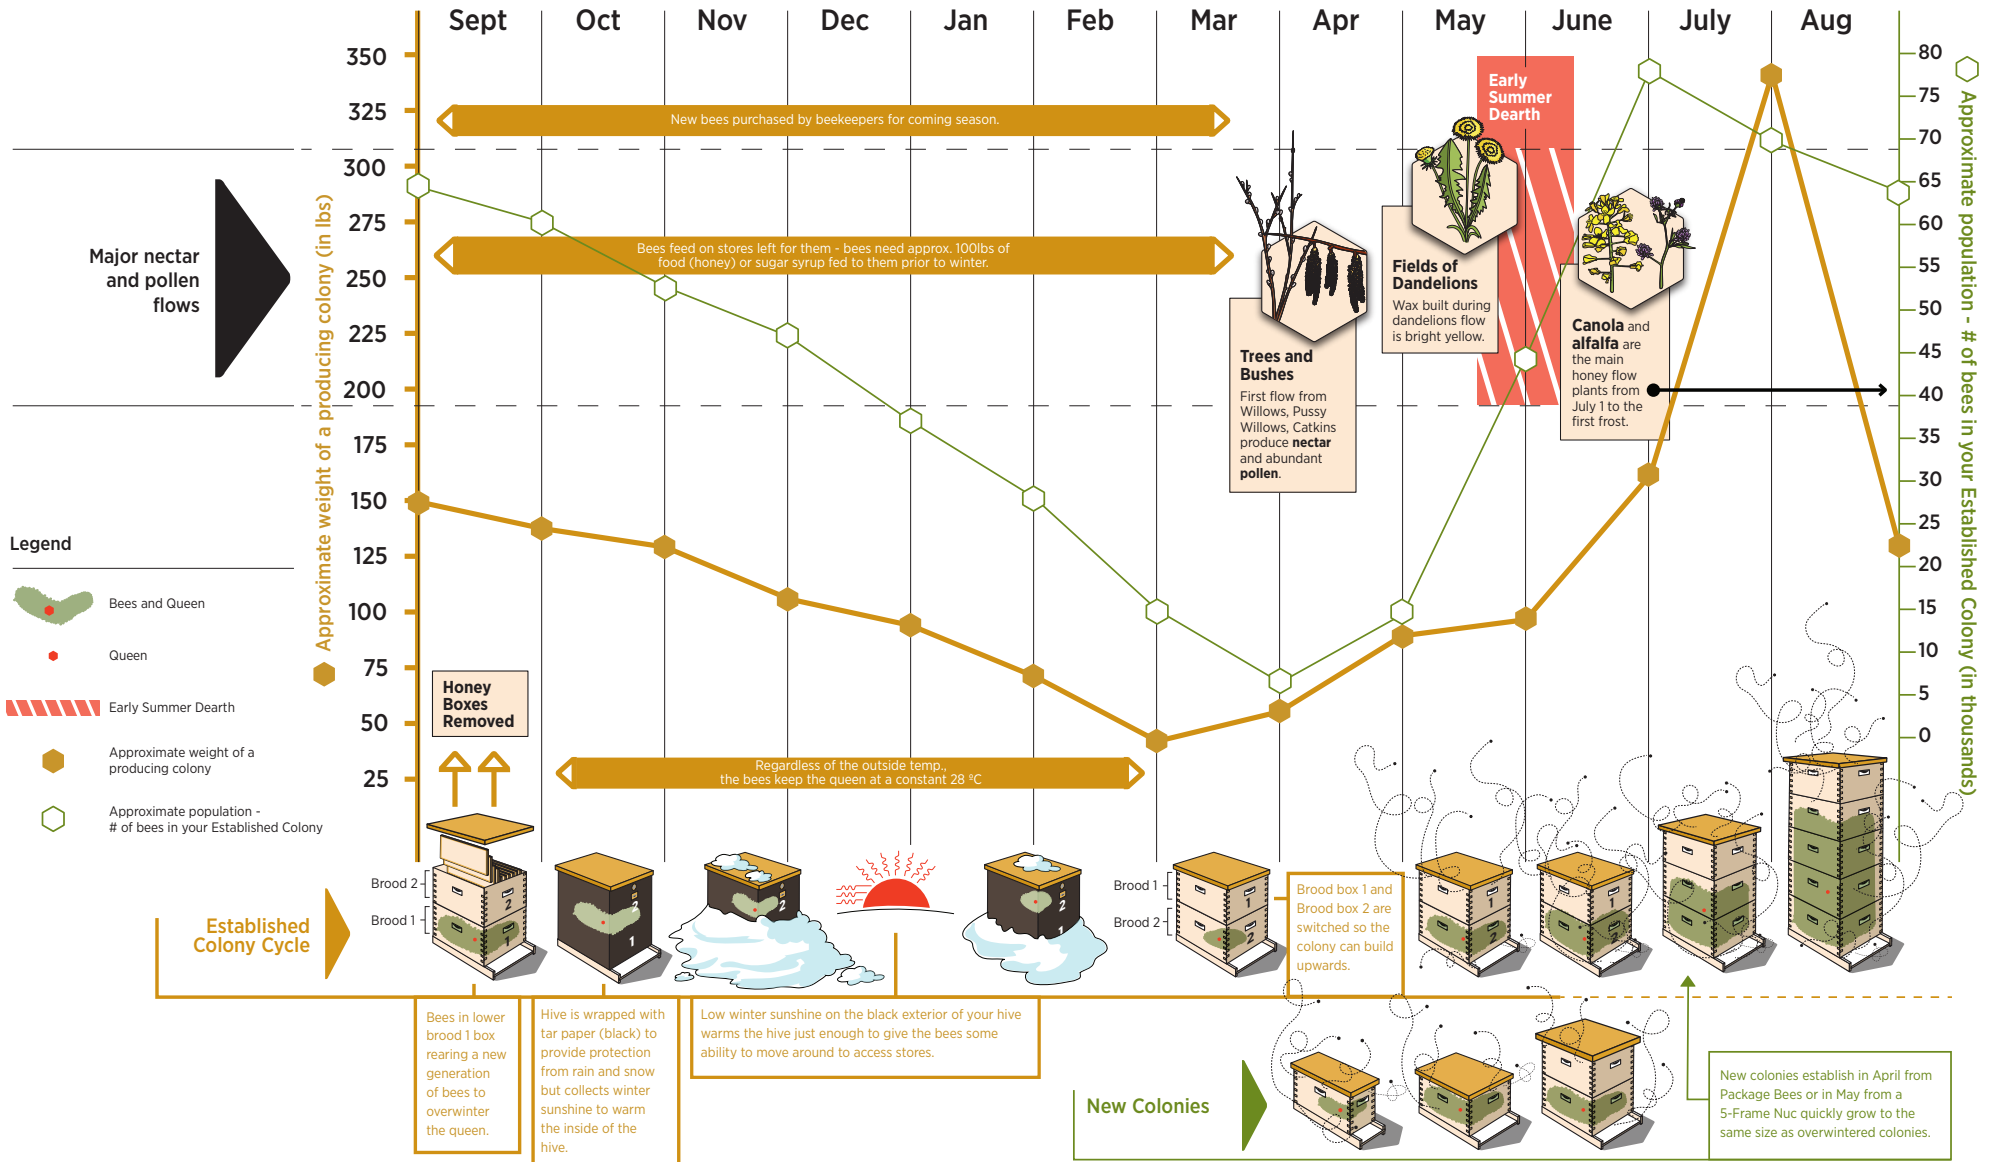 Sept Oct Nov Dec Jan Feb Mar Apr May June July Aug
350
325
300
275
250
225
200
175
150
125
100
75
50
25
Approximate weight of a producing colony (in lbs)
80
75
70
65
60
55
50
45
40
35
30
25
20
15
10
5
0
Approximate population - # of bees in your Established Colony (in thousands)
New bees purchased by beekeepers for coming season.
Bees feed on stores left for them - bees need approx. 100lbs of
food (honey) or sugar syrup fed to them prior to winter.
Major nectar
and pollen
flows
Early
Summer
Dearth
Trees and
Bushes
First flow from
Willows, Pussy
Willows, Catkins
produce nectar
and abundant
pollen.
Fields of
Dandelions
Wax built during
dandelions flow
is bright yellow.
Canola and
alfalfa are
the main
honey flow
plants from
July 1 to the
first frost.
Legend
Bees and Queen
Queen
Early Summer Dearth
Approximate weight of a
producing colony
Approximate population -
# of bees in your Established Colony
Honey
Boxes
Removed
Regardless of the outside temp.,
the bees keep the queen at a constant 28 ºC
Established
Colony Cycle
Brood 2
Brood 1
2
1
2
1
2
2
1
Brood 1
Brood 2
1
2
Brood box 1 and
Brood box 2 are
switched so the
colony can build
upwards.
1
2
1
2
Bees in lower
brood 1 box
rearing a new
generation
of bees to
overwinter
the queen.
Hive is wrapped with
tar paper (black) to
provide protection
from rain and snow
but collects winter
sunshine to warm
the inside of the
hive.
Low winter sunshine on the black exterior of your hive
warms the hive just enough to give the bees some
ability to move around to access stores.
New Colonies
New colonies establish in April from
Package Bees or in May from a
5-Frame Nuc quickly grow to the
same size as overwintered colonies.